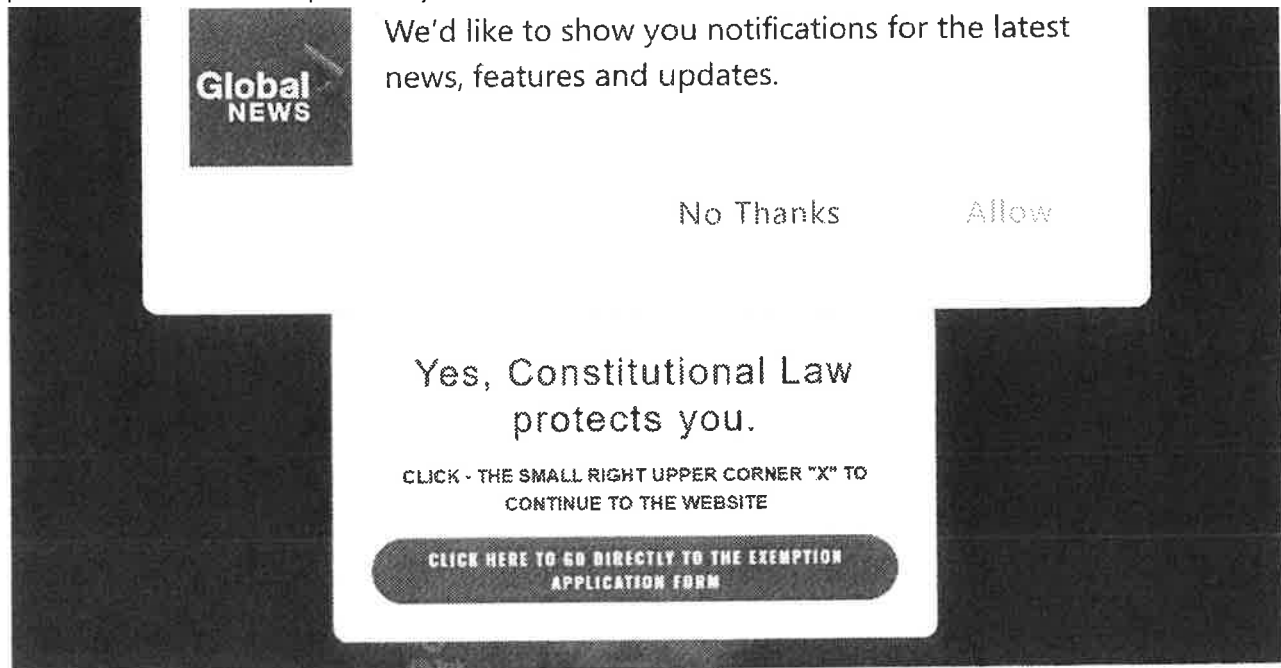 We'd like to show you notifications for the latest
news, features and updates.
Global
NEWS
No Thanks
Allow
Yes, Constitutional Law
protects you.
CLICK - THE SMALL RIGHT UPPER CORNER "X" TO
CONTINUE TO THE WEBSITE
CLICK HERE TO GO DIRECTLY TO THE EXEMPTION
APPLICATION FORM